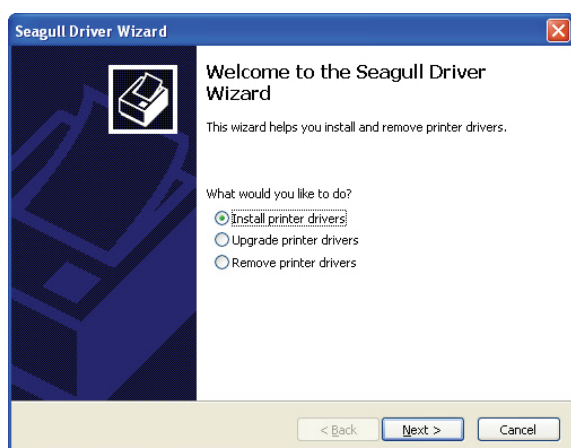 Seagull Driver Wizard
Welcome to the Seagull Driver
Wizard
This wizard helps you install and remove printer drivers.
What would you like to do?
Install printer drivers
Upgrade printer drivers
Remove printer drivers
< Back Next > Cancel